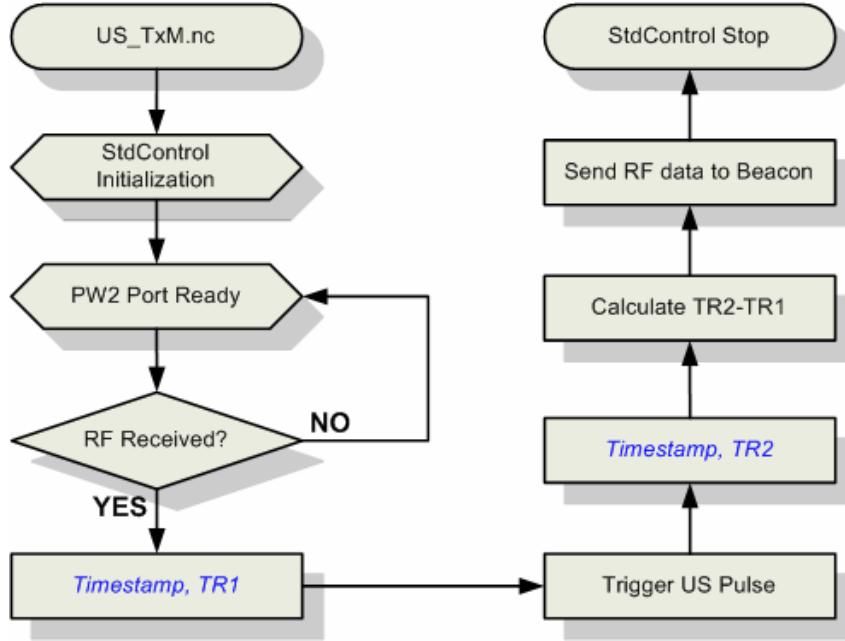 US_TxM.nc
StdControl
Initialization
PW2 Port Ready
RF Received?
NO
YES
Timestamp, TR1
Trigger US Pulse
Timestamp, TR2
Calculate TR2-TR1
Send RF data to Beacon
StdControl Stop